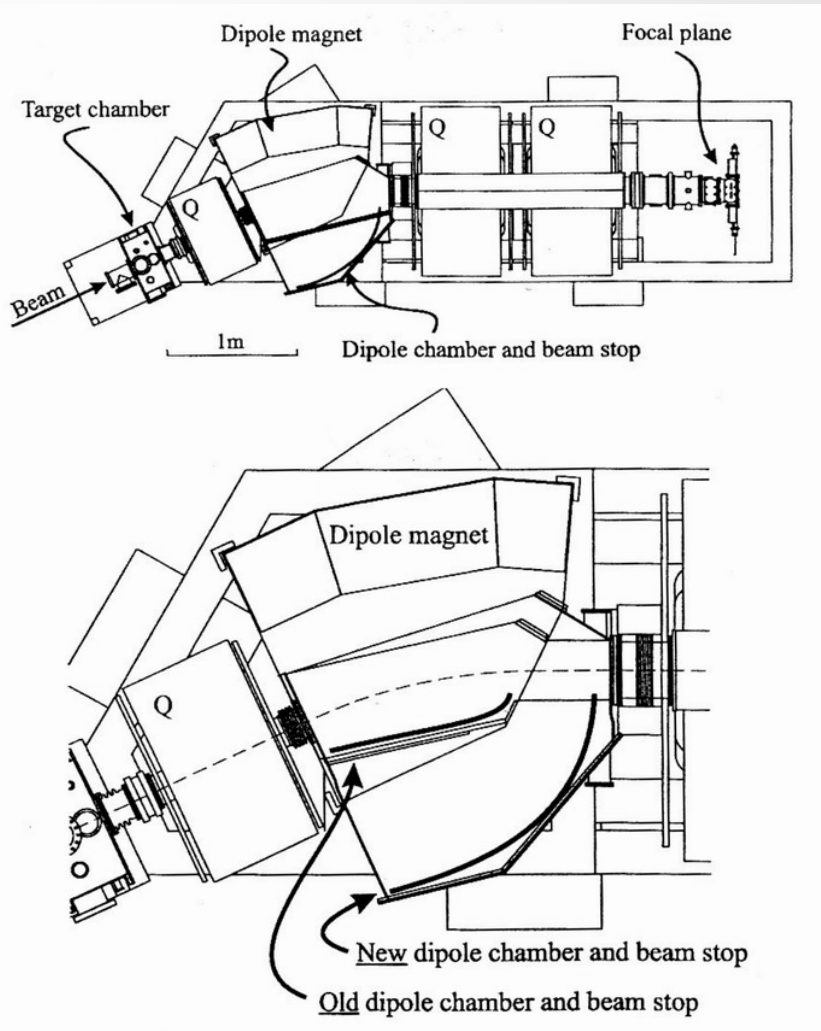 Dipole magnet
Focal plane
Target chamber
Q
Q
Q
Beam
1m
Dipole chamber and beam stop
Dipole magnet
Q
New dipole chamber and beam stop
Old dipole chamber and beam stop